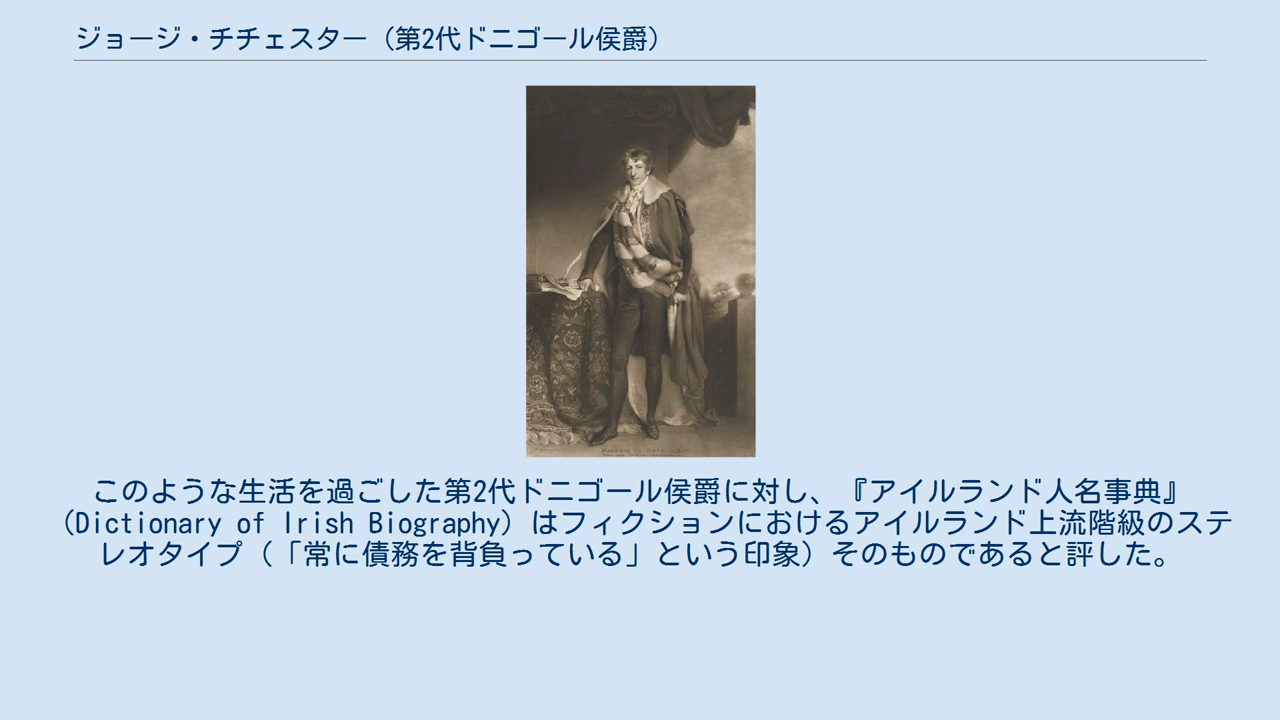 ジョージ・チチェスター（第2代ドニゴール侯爵）
このような生活を過ごした第2代ドニゴール侯爵に対し、『アイルランド人名事典』
（Dictionary of Irish Biography）はフィクションにおけるアイルランド上流階級のステ
レオタイプ（「常に債務を背負っている」という印象）そのものであると評した。